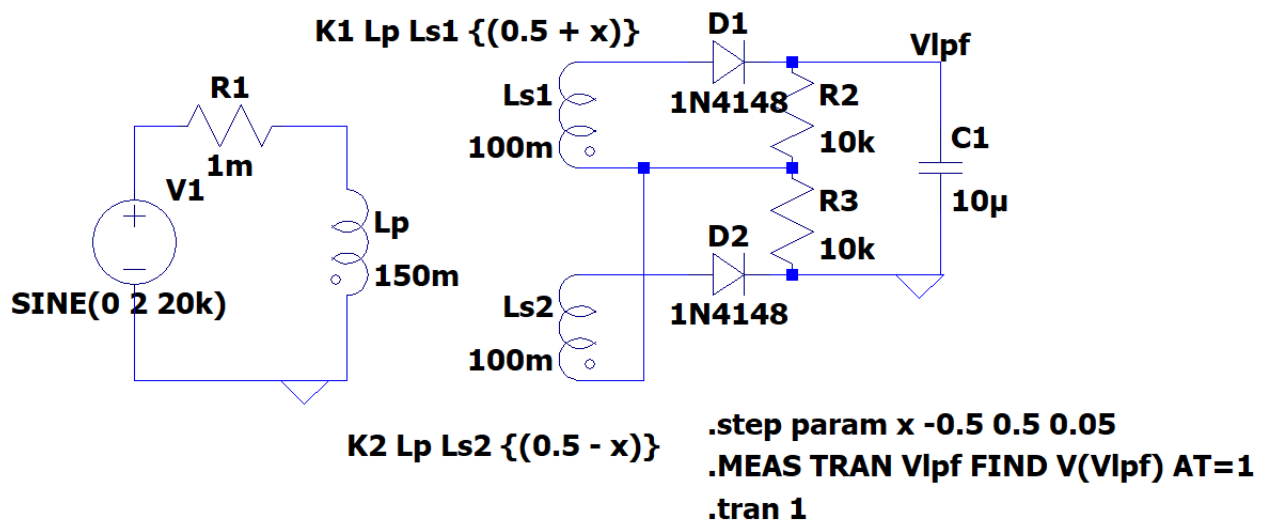 K1 Lp Ls1 {(0.5 + x)}
D1
Vlpf
1N4148
R1
1m
Ls1
100m
R2
10k
C1
10µ
V1
SINE(0 2 20k)
Lp
150m
R3
10k
D2
1N4148
Ls2
100m
K2 Lp Ls2 {(0.5 - x)}
.step param x -0.5 0.5 0.05
.MEAS TRAN Vlpf FIND V(Vlpf) AT=1
.tran 1